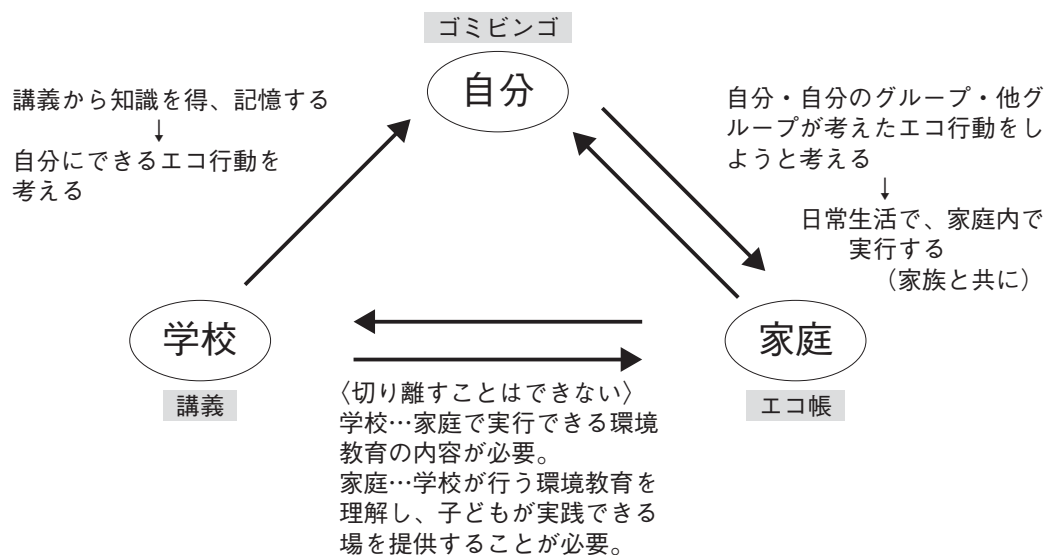 ゴミビンゴ
自分
講義から知識を得、記憶する
↓
自分にできるエコ行動を
考える
自分・自分のグループ・他グ
ループが考えたエコ行動をし
ようと考える
↓
日常生活で、家庭内で
実行する
（家族と共に）
学校
講義
家庭
エコ帳
〈切り離すことはできない〉
学校…家庭で実行できる環境
教育の内容が必要。
家庭…学校が行う環境教育を
理解し、子どもが実践できる
場を提供することが必要。